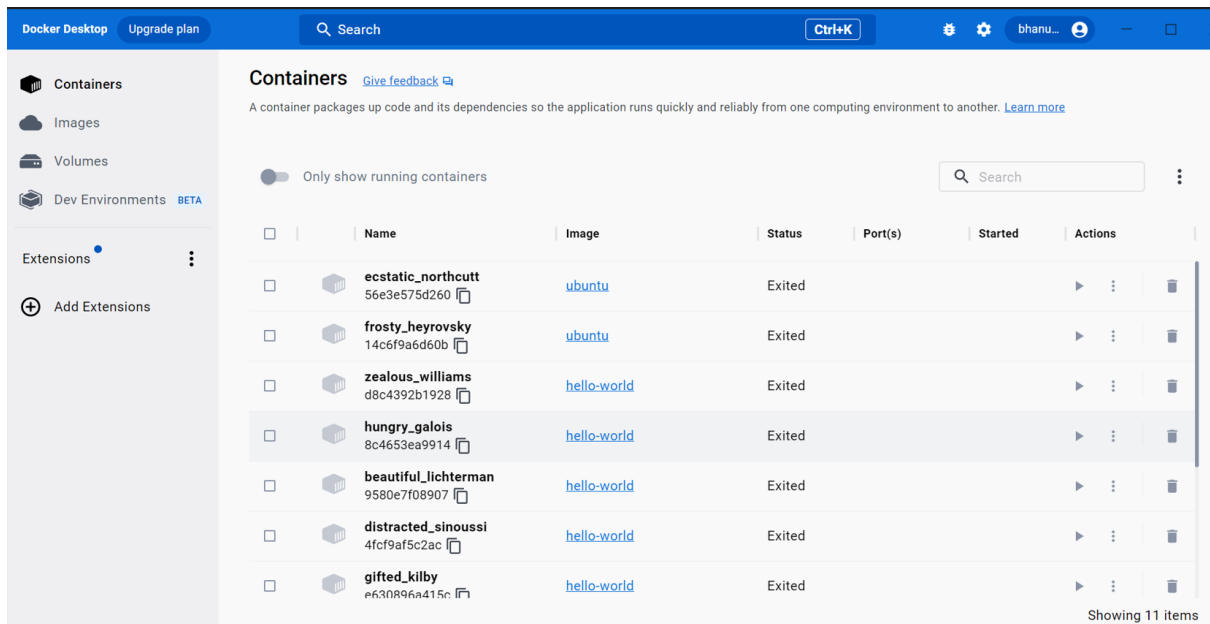 Docker Desktop Upgrade plan Search Ctrl+K bhanu...
Containers
Images
Volumes
Dev Environments BETA
Extensions
Add Extensions
Containers Give feedback
A container packages up code and its dependencies so the application runs quickly and reliably from one computing environment to another. Learn more
Only show running containers Search
Name Image Status Port(s) Started Actions
ecstatic_northcutt
56e3e575d260 ubuntu Exited
frosty_heyrovsky
14c6f9a6d60b ubuntu Exited
zealous_williams
d8c4392b1928 hello-world Exited
hungry_galois
8c4653ea9914 hello-world Exited
beautiful_lichterman
9580e7f08907 hello-world Exited
distracted_sinoussi
4fcf9af5c2ac hello-world Exited
gifted_kilby
e630896a415c hello-world Exited
Showing 11 items